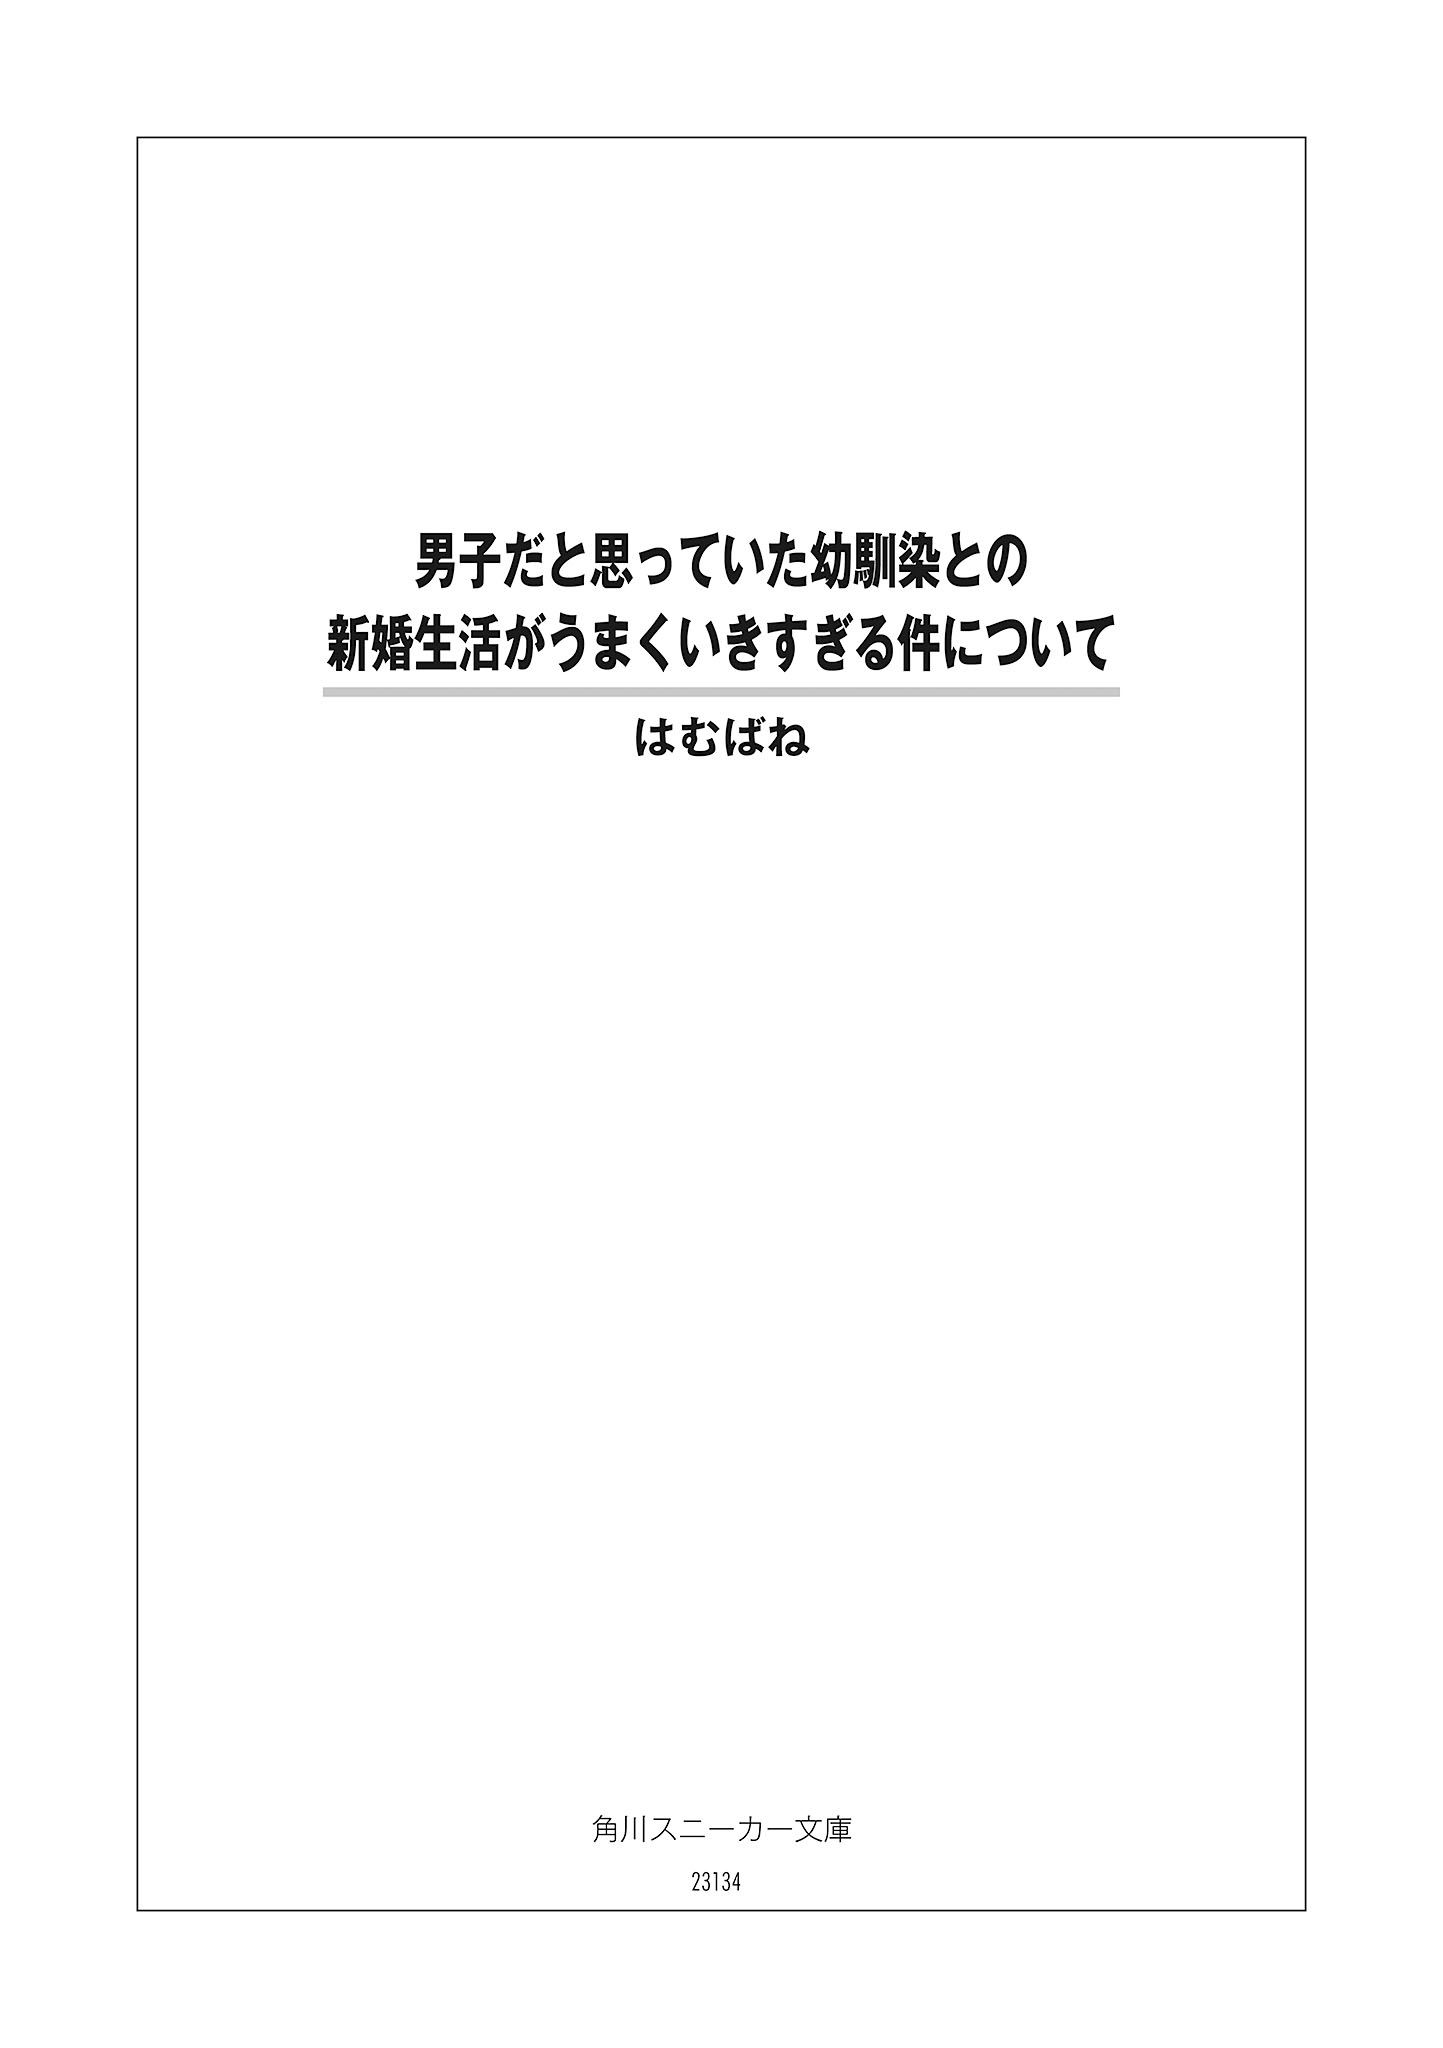 男子だと思っていた幼馴染との
新婚生活がうまくいきすぎる件について
はむばね
角川スニーカー文庫
23134